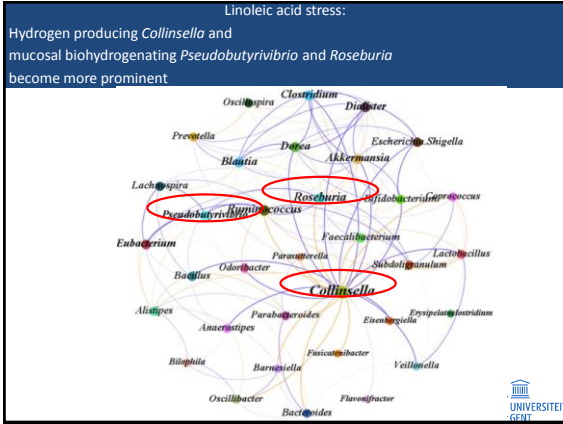 Linoleic acid stress:
Hydrogen producing Collinsella and
mucosal biohydrogenating Pseudobutyrivibrio and Roseburia
become more prominent
Clostridium
Oscillospira
Dialister
Prevotella
Dorea
Escherichia.Shigella
Blautia
Akkermansia
Lachnospira
Roseburia
Bifidobacterium
Coprococcus
Pseudobutyrivibrio
Ruminococcus
Eubacterium
Faecalibacterium
Parasutterella
Lactobacillus
Odoribacter
Subdoligranulum
Bacillus
Collinsella
Alistipes
Parabacteroides
Erysipelatoclostridium
Anaerostipes
Eisenbergiella
Fusicatenibacter
Bilophila
Barnesiella
Veillonella
Oscillibacter
Flavonifractor
Bacteroides
UNIVERSITEIT
GENT